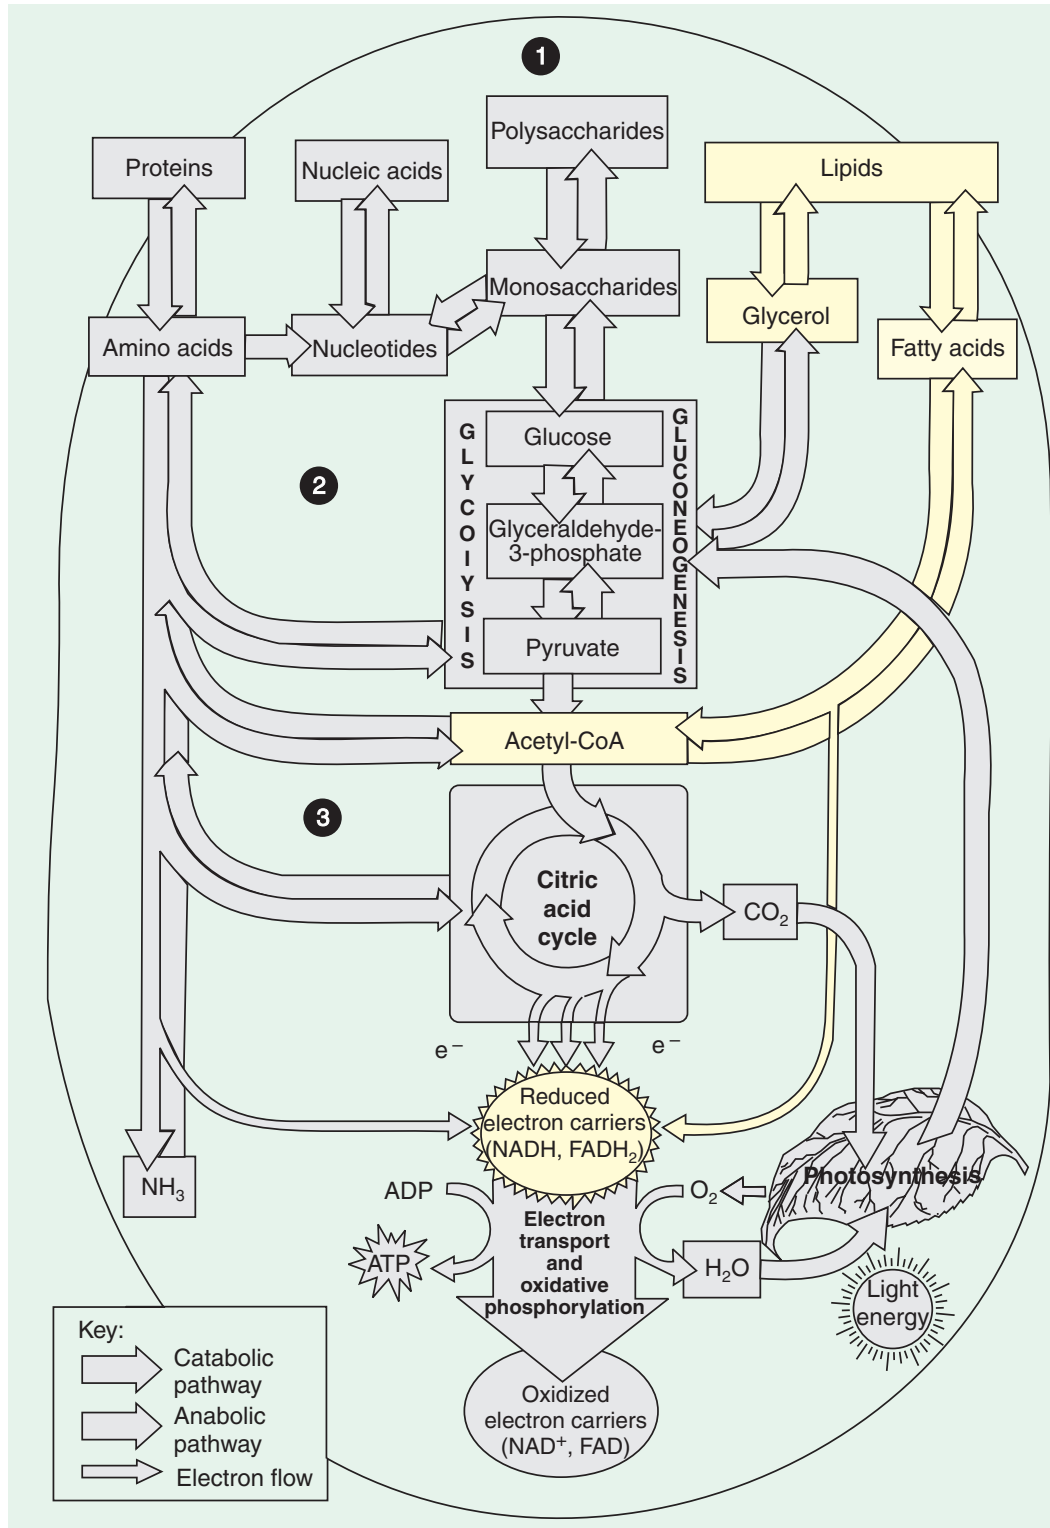 1
Polysaccharides
Proteins
Nucleic acids
Lipids
Monosaccharides
Glycerol
Amino acids
Nucleotides
Fatty acids
GLYCOIYSIS
Glucose
GLUCONEOGENESIS
2
Glyceraldehyde-
3-phosphate
Pyruvate
Acetyl-CoA
3
Citric
acid
cycle
CO₂
e⁻
e⁻
Reduced
electron carriers
(NADH, FADH₂)
Photosynthesis
NH₃
ADP
O₂
Electron
transport
and
oxidative
phosphorylation
ATP
H₂O
Light
energy
Key:
Catabolic
pathway
Anabolic
pathway
Electron flow
Oxidized
electron carriers
(NAD⁺, FAD)